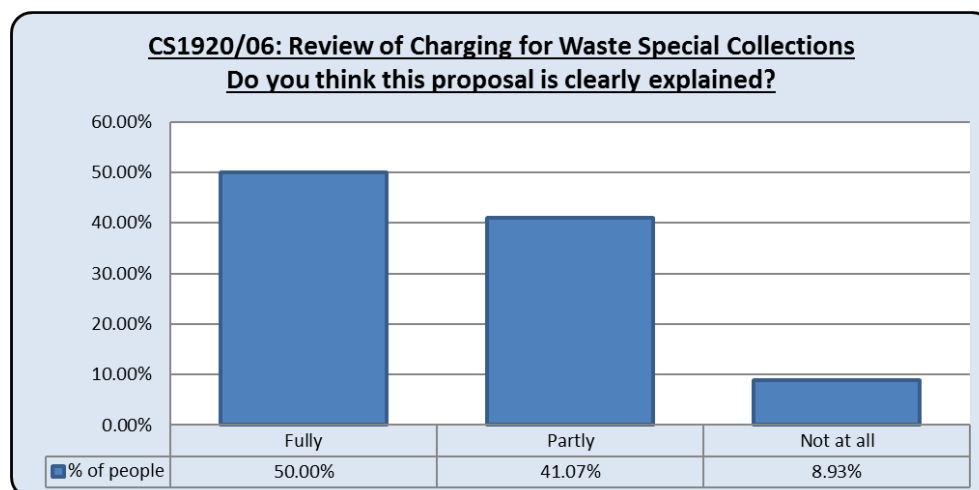 CS1920/06: Review of Charging for Waste Special Collections
Do you think this proposal is clearly explained?
60.00%
50.00%
40.00%
30.00%
20.00%
10.00%
0.00%
Fully Partly Not at all
% of people 50.00% 41.07% 8.93%